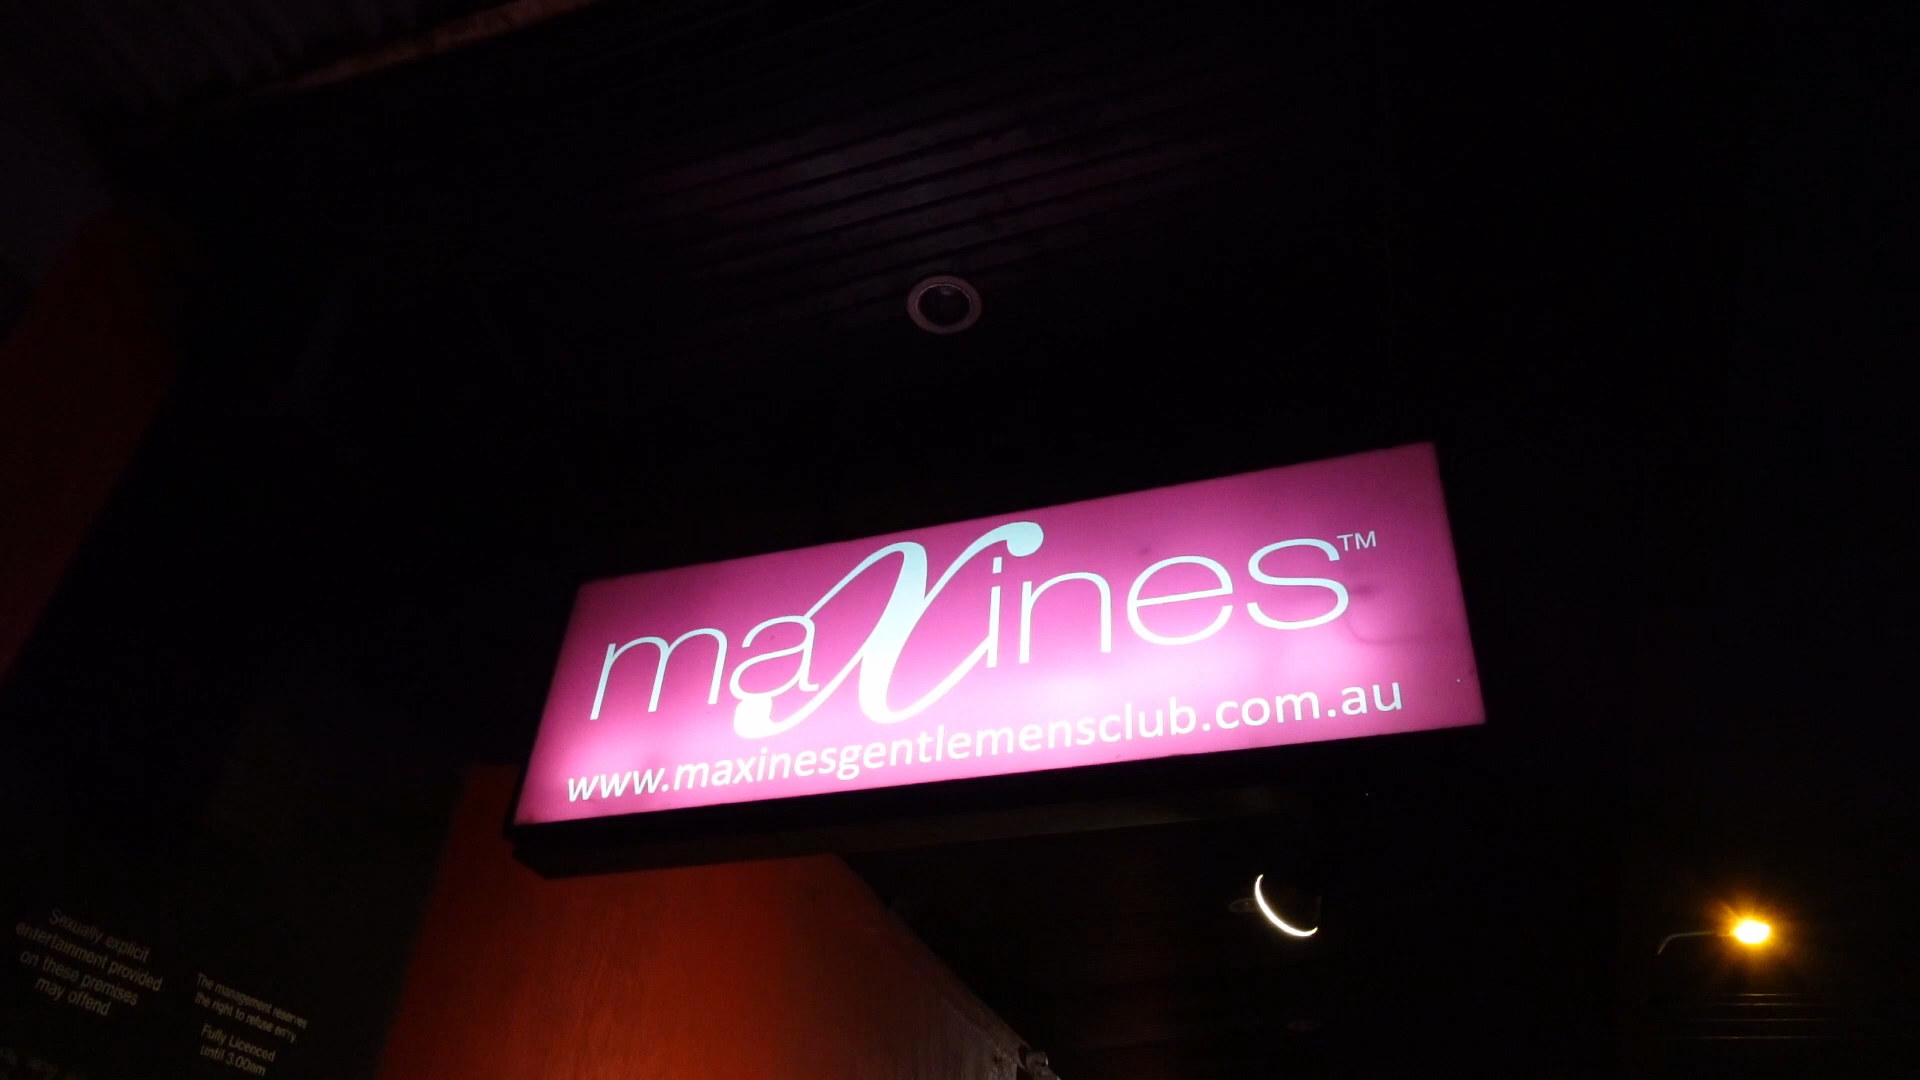 maxines™
www.maxinesgentlemensclub.com.au
Sexually explicit
entertainment provided
on these premises
may offend
The management reserves
the right to refuse entry.
Fully Licenced
until 3.00am